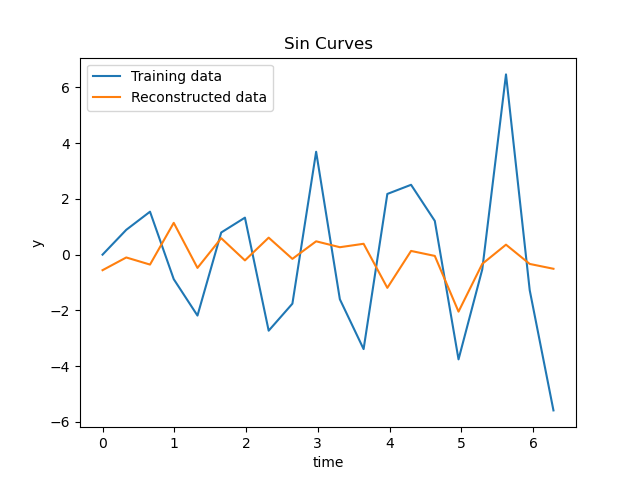 Sin Curves
Training data
Reconstructed data
6
4
2
0
−2
−4
−6
y
0 1 2 3 4 5 6
time